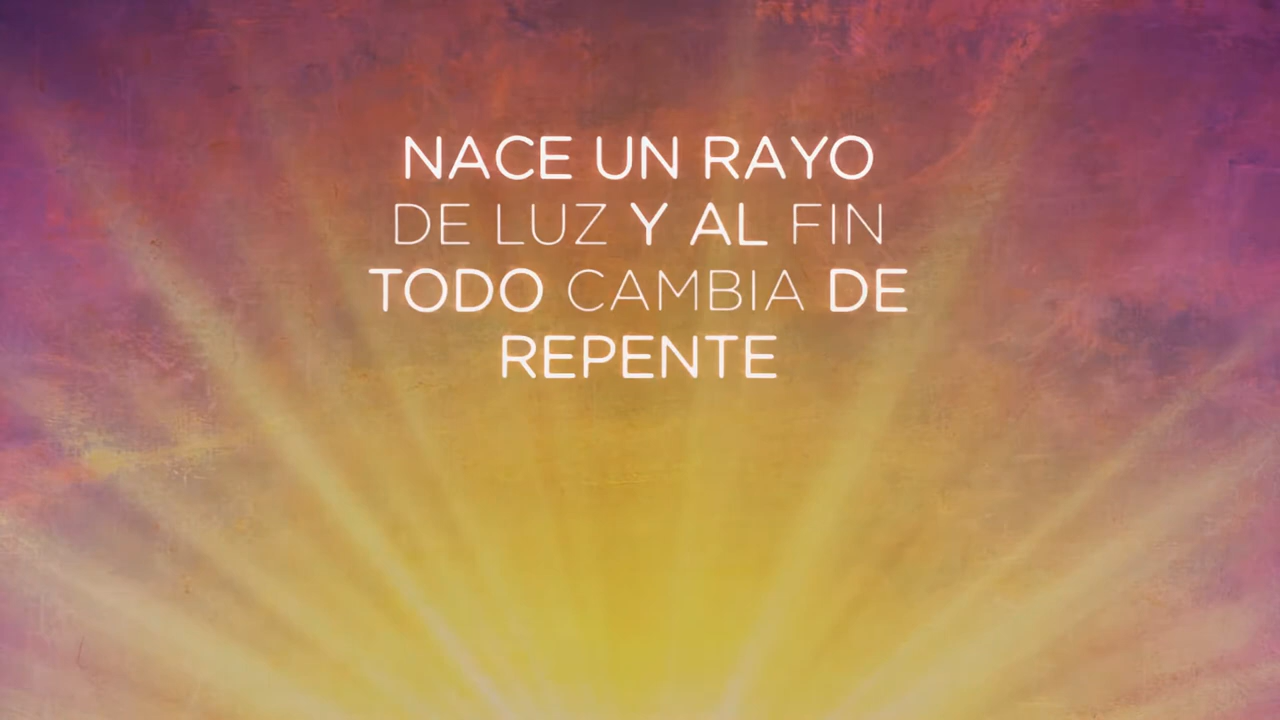 NACE UN RAYO
DE LUZ Y AL FIN
TODO CAMBIA DE
REPENTE